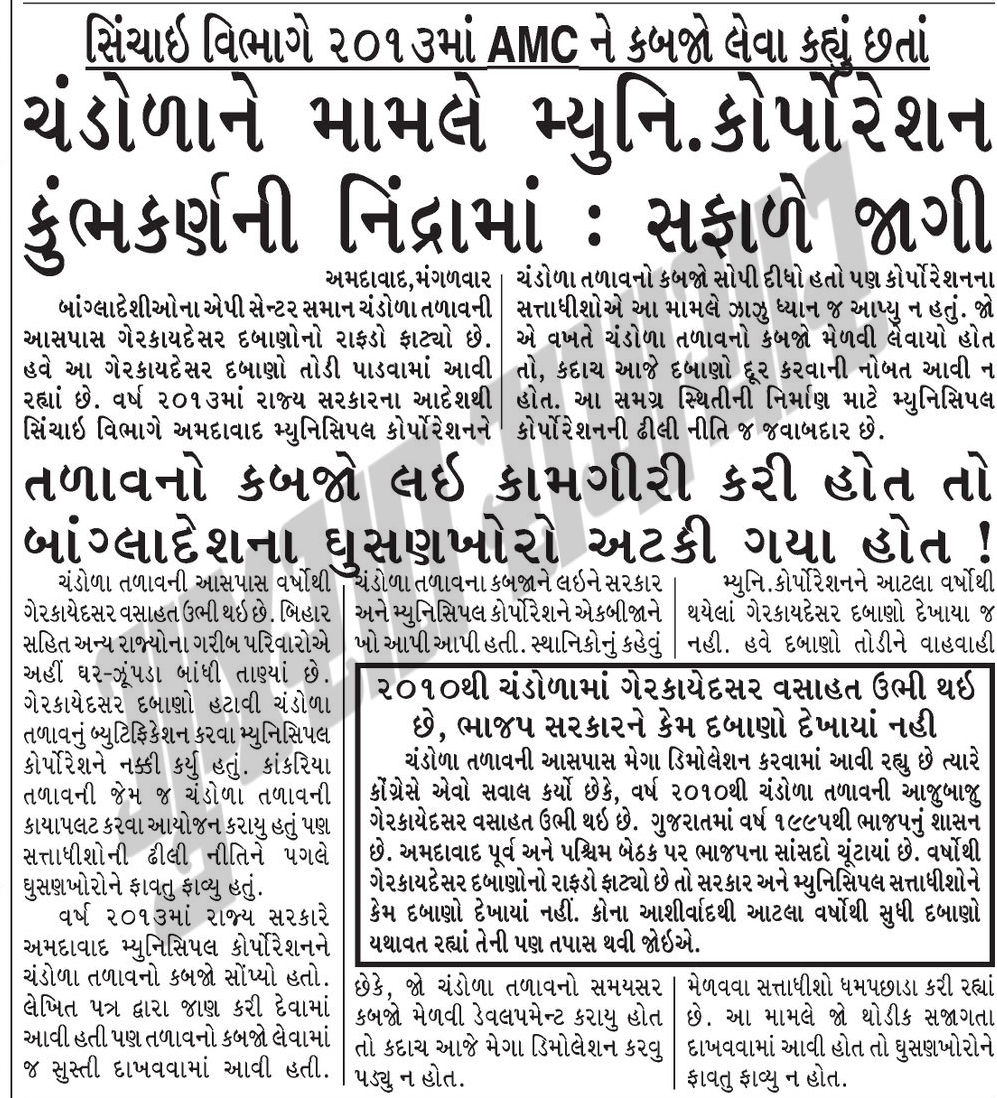 સિંચાઇ વિભાગે ૨૦૧૩માં AMC ને કબજો લેવા કહ્યું છતાં
ચંડોળાને મામલે મ્યુનિ.કોર્પોરેશન
કુંભકર્ણની નિંદ્રામાં : સફાળે જાગી
અમદાવાદ,મંગળવાર
બાંગ્લાદેશીઓના એપી સેન્ટર સમાન ચંડોળા તળાવની
આસપાસ ગેરકાયદેસર દબાણોનો રાફડો ફાટ્યો છે.
હવે આ ગેરકાયદેસર દબાણો તોડી પાડવામાં આવી
રહ્યાં છે. વર્ષ ૨૦૧૩માં રાજ્ય સરકારના આદેશથી
સિંચાઇ વિભાગે અમદાવાદ મ્યુનિસિપલ કોર્પોરેશનને
ચંડોળા તળાવનો કબજો સોપી દીધો હતો પણ કોર્પોરેશનના
સત્તાધીશોએ આ મામલે ઝાઝુ ધ્યાન જ આપ્યુ ન હતું. જો
એ વખતે ચંડોળા તળાવનો કબજો મેળવી લેવાયો હોત
તો, કદાચ આજે દબાણો દૂર કરવાની નોબત આવી ન
હોત. આ સમગ્ર સ્થિતીની નિર્માણ માટે મ્યુનિસિપલ
કોર્પોરેશનની ઢીલી નીતિ જ જવાબદાર છે.
તળાવનો કબજો લઇ કામગીરી કરી હોત તો
બાંગ્લાદેશના ઘુસણખોરો અટકી ગયા હોત !
ચંડોળા તળાવની આસપાસ વર્ષોથી
ગેરકાયેદસર વસાહત ઉભી થઇ છે. બિહાર
સહિત અન્ય રાજ્યોના ગરીબ પરિવારોએ
અહીં ઘર-ઝૂંપડા બાંધી તાણ્યાં છે.
ગેરકાયેદસર દબાણો હટાવી ચંડોળા
તળાવનું બ્યુટિફિકેશન કરવા મ્યુનિસિપલ
કોર્પોરેશને નક્કી કર્યુ હતું. કાંકરિયા
તળાવની જેમ જ ચંડોળા તળાવની
કાયાપલટ કરવા આયોજન કરાયુ હતું પણ
સત્તાધીશોની ઢીલી નીતિને પગલે
ઘુસણખોરોને ફાવતુ ફાવ્યુ હતું.
વર્ષ ૨૦૧૩માં રાજ્ય સરકારે
અમદાવાદ મ્યુનિસિપલ કોર્પોરેશનને
ચંડોળા તળાવનો કબજો સોંપ્યો હતો.
લેખિત પત્ર દ્વારા જાણ કરી દેવામાં
આવી હતી પણ તળાવનો કબજો લેવામાં
જ સુસ્તી દાખવવામાં આવી હતી.
ચંડોળા તળાવના કબજાને લઇને સરકાર
અને મ્યુનિસિપલ કોર્પોરેશને એકબીજાને
ખો આપી આપી હતી. સ્થાનિકોનું કહેવું
છેકે, જો ચંડોળા તળાવનો સમયસર
કબજો મેળવી ડેવલપમેન્ટ કરાયુ હોત
તો કદાચ આજે મેગા ડિમોલેશન કરવુ
પડ્યુ ન હોત.
મ્યુનિ.કોર્પોરેશનને આટલા વર્ષોથી
થયેલાં ગેરકાયદેસર દબાણો દેખાયા જ
નહી. હવે દબાણો તોડીને વાહવાહી
મેળવવા સત્તાધીશો ધમપછાડા કરી રહ્યાં
છે. આ મામલે જો થોડીક સજાગતા
દાખવવામાં આવી હોત તો ઘુસણખોરોને
ફાવતુ ફાવ્યુ ન હોત.
૨૦૧૦થી ચંડોળામાં ગેરકાયેદસર વસાહત ઉભી થઇ
છે, ભાજપ સરકારને કેમ દબાણો દેખાયાં નહી
ચંડોળા તળાવની આસપાસ મેગા ડિમોલેશન કરવામાં આવી રહ્યુ છે ત્યારે
કોંગ્રેસે એવો સવાલ કર્યો છેકે, વર્ષ ૨૦૧૦થી ચંડોળા તળાવની આજુબાજુ
ગેરકાયેદસર વસાહત ઉભી થઇ છે. ગુજરાતમાં વર્ષ ૧૯૯૫થી ભાજપનું શાસન
છે. અમદાવાદ પૂર્વ અને પશ્ચિમ બેઠક પર ભાજપના સાંસદો ચૂંટાયાં છે. વર્ષોથી
ગેરકાયેદસર દબાણોનો રાફડો ફાટ્યો છે તો સરકાર અને મ્યુનિસિપલ સત્તાધીશોને
કેમ દબાણો દેખાયાં નહીં. કોના આશીર્વાદથી આટલા વર્ષોથી સુધી દબાણો
યથાવત રહ્યાં તેની પણ તપાસ થવી જોઇએ.